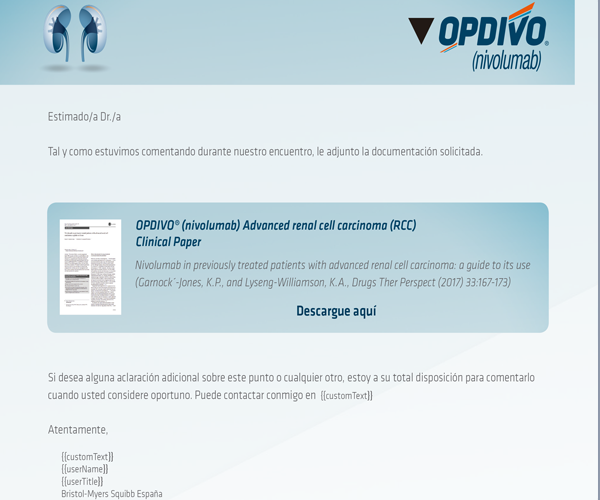 OPDIVO®
(nivolumab)
Estimado/a Dr./a
Tal y como estuvimos comentando durante nuestro encuentro, le adjunto la documentación solicitada.
OPDIVO® (nivolumab) Advanced renal cell carcinoma (RCC)
Clinical Paper
Nivolumab in previously treated patients with advanced renal cell carcinoma: a guide to its use
(Garnock-Jones, K.P., and Lyseng-Williamson, K.A., Drugs Ther Perspect (2017) 33:167-173)
Descargue aquí
Si desea alguna aclaración adicional sobre este punto o cualquier otro, estoy a su total disposición para comentarlo
cuando usted considere oportuno. Puede contactar conmigo en {{customText}}
Atentamente,
{{customText}}
{{userName}}
{{userTitle}}
Bristol-Myers Squibb España